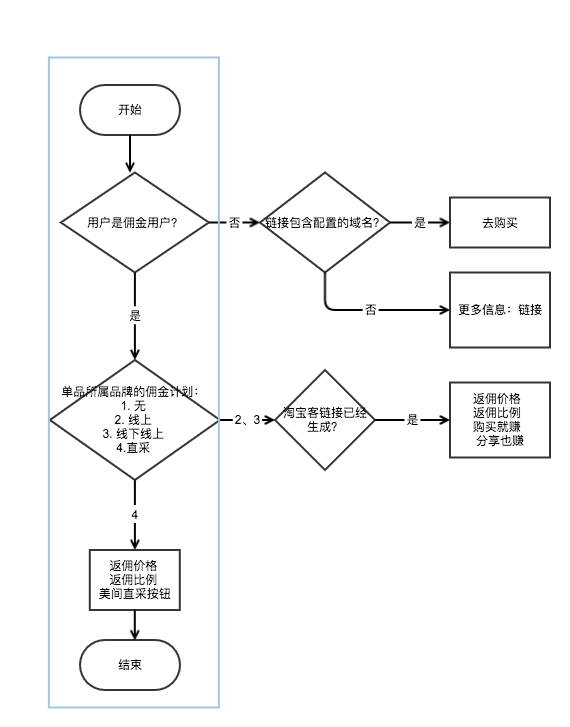 开始
用户是佣金用户?
否
链接包含配置的域名?
是
去购买
否
更多信息：链接
是
单品所属品牌的佣金计划：
1. 无
2. 线上
3. 线下线上
4.直采
2、3
淘宝客链接已经
生成?
是
返佣价格
返佣比例
购买就赚
分享也赚
4
返佣价格
返佣比例
美间直采按钮
结束